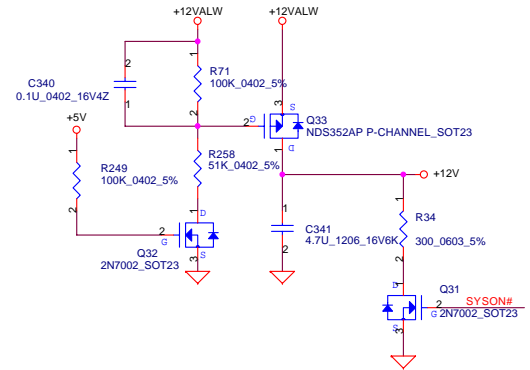 +12VALW
+12VALW
2
1
C340
0.1U_0402_16V4Z
1
R71
100K_0402_5%
2
3
S
2
G
Q33
NDS352AP P-CHANNEL_SOT23
1
D
+5V
1
R249
100K_0402_5%
2
R258
51K_0402_5%
1
D
2
G
S
3
Q32
2N7002_SOT23
+12V
1
C341
4.7U_1206_16V6K
2
1
R34
300_0603_5%
2
1
D
Q31
2
SYSON#
G
2N7002_SOT23
S
3